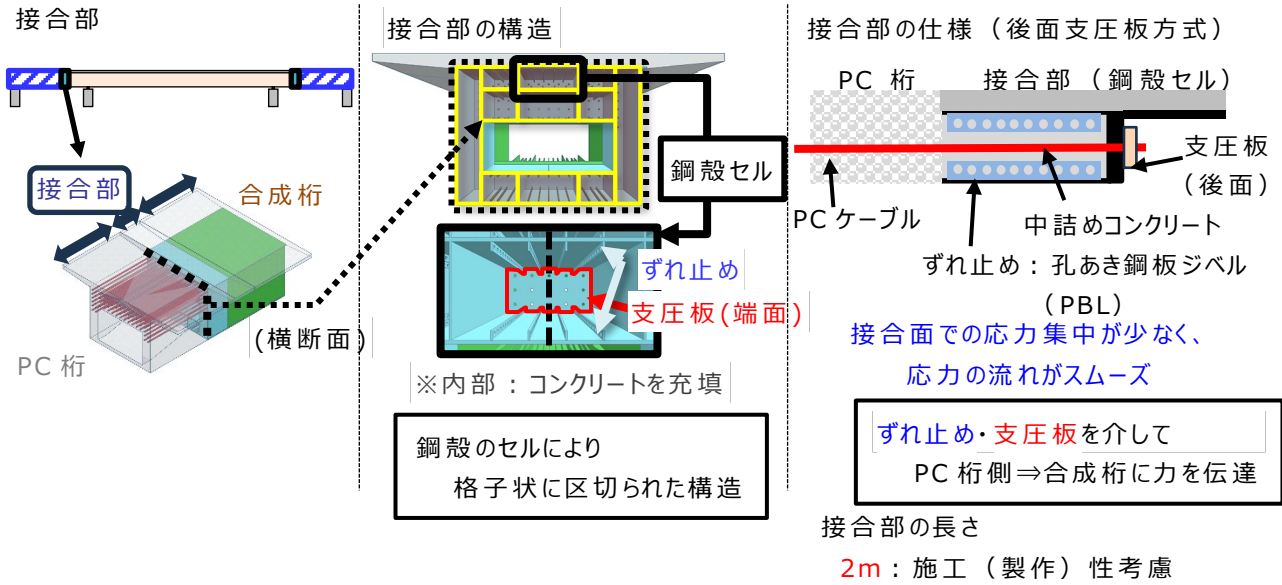 接合部
接合部
合成桁
PC 桁
(横断面)
接合部の構造
鋼殻セル
ずれ止め
支圧板(端面)
※内部：コンクリートを充填
鋼殻のセルにより
格子状に区切られた構造
接合部の仕様（後面支圧板方式）
PC 桁
接合部（鋼殻セル）
支圧板
（後面）
PCケーブル
中詰めコンクリート
ずれ止め：孔あき鋼板ジベル
（PBL）
接合面での応力集中が少なく、
応力の流れがスムーズ
ずれ止め・支圧板を介して
PC 桁側⇒合成桁に力を伝達
接合部の長さ
2m：施工（製作）性考慮